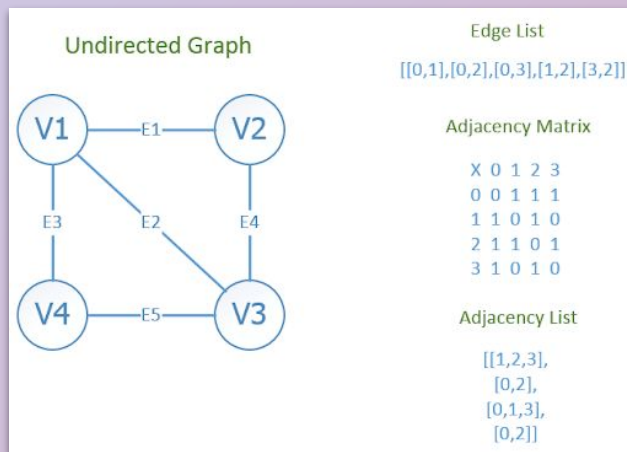 Undirected Graph
V1
E1
V2
E3
E2
E4
V4
E5
V3
Edge List
[[0,1],[0,2],[0,3],[1,2],[3,2]]
Adjacency Matrix
X 0 1 2 3
0 0 1 1 1
1 1 0 1 0
2 1 1 0 1
3 1 0 1 0
Adjacency List
[[1,2,3],
[0,2],
[0,1,3],
[0,2]]